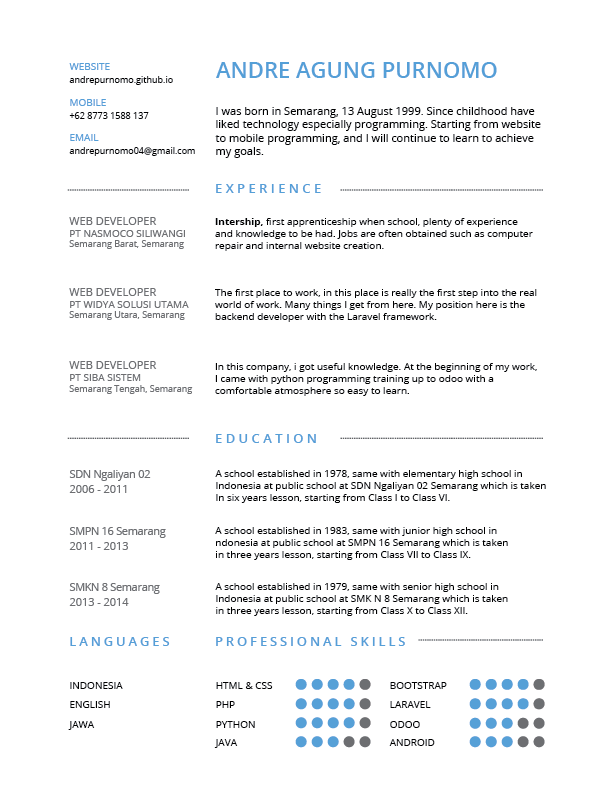 WEBSITE
andrepurnomo.github.io
MOBILE
+62 8773 1588 137
EMAIL
andrepurnomo04@gmail.com
ANDRE AGUNG PURNOMO
I was born in Semarang, 13 August 1999. Since childhood have
liked technology especially programming. Starting from website
to mobile programming, and I will continue to learn to achieve
my goals.
EXPERIENCE
WEB DEVELOPER
PT NASMOCO SILIWANGI
Semarang Barat, Semarang
Intership, first apprenticeship when school, plenty of experience
and knowledge to be had. Jobs are often obtained such as computer
repair and internal website creation.
WEB DEVELOPER
PT WIDYA SOLUSI UTAMA
Semarang Utara, Semarang
The first place to work, in this place is really the first step into the real
world of work. Many things I get from here. My position here is the
backend developer with the Laravel framework.
WEB DEVELOPER
PT SIBA SISTEM
Semarang Tengah, Semarang
In this company, i got useful knowledge. At the beginning of my work,
I came with python programming training up to odoo with a
comfortable atmosphere so easy to learn.
EDUCATION
SDN Ngaliyan 02
2006 - 2011
A school established in 1978, same with elementary high school in
Indonesia at public school at SDN Ngaliyan 02 Semarang which is taken
In six years lesson, starting from Class I to Class VI.
SMPN 16 Semarang
2011 - 2013
A school established in 1983, same with junior high school in
ndonesia at public school at SMPN 16 Semarang which is taken
in three years lesson, starting from Class VII to Class IX.
SMKN 8 Semarang
2013 - 2014
A school established in 1979, same with senior high school in
Indonesia at public school at SMK N 8 Semarang which is taken
in three years lesson, starting from Class X to Class XII.
LANGUAGES
INDONESIA
ENGLISH
JAWA
PROFESSIONAL SKILLS
HTML & CSS
PHP
PYTHON
JAVA
BOOTSTRAP
LARAVEL
ODOO
ANDROID